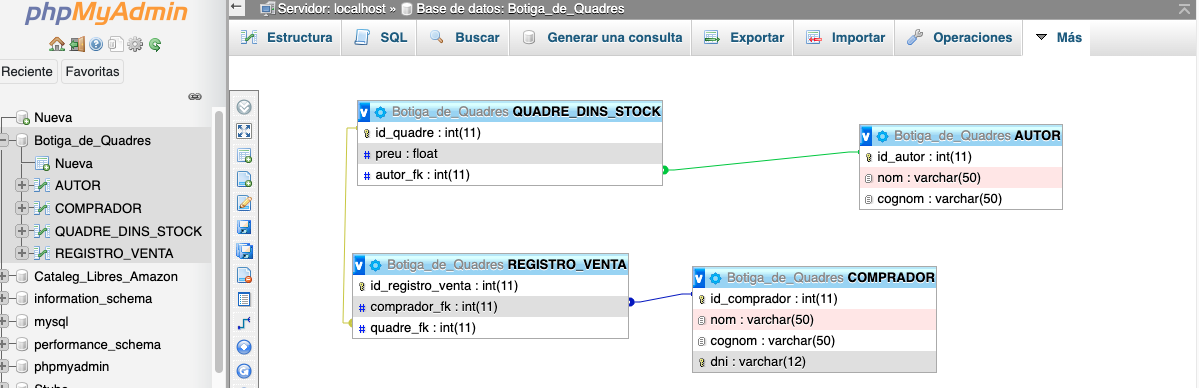 phpMyAdmin
Servidor: localhost » Base de datos: Botiga_de_Quadres
Estructura SQL Buscar Generar una consulta Exportar Importar Operaciones Más
Reciente Favoritas
Nueva
Botiga_de_Quadres
Nueva
AUTOR
COMPRADOR
QUADRE_DINS_STOCK
REGISTRO_VENTA
Cataleg_Libres_Amazon
information_schema
mysql
performance_schema
phpmyadmin
v Botiga_de_Quadres QUADRE_DINS_STOCK
id_quadre : int(11)
# preu : float
# autor_fk : int(11)
v Botiga_de_Quadres AUTOR
id_autor : int(11)
nom : varchar(50)
cognom : varchar(50)
v Botiga_de_Quadres REGISTRO_VENTA
id_registro_venta : int(11)
# comprador_fk : int(11)
# quadre_fk : int(11)
v Botiga_de_Quadres COMPRADOR
id_comprador : int(11)
nom : varchar(50)
cognom : varchar(50)
dni : varchar(12)